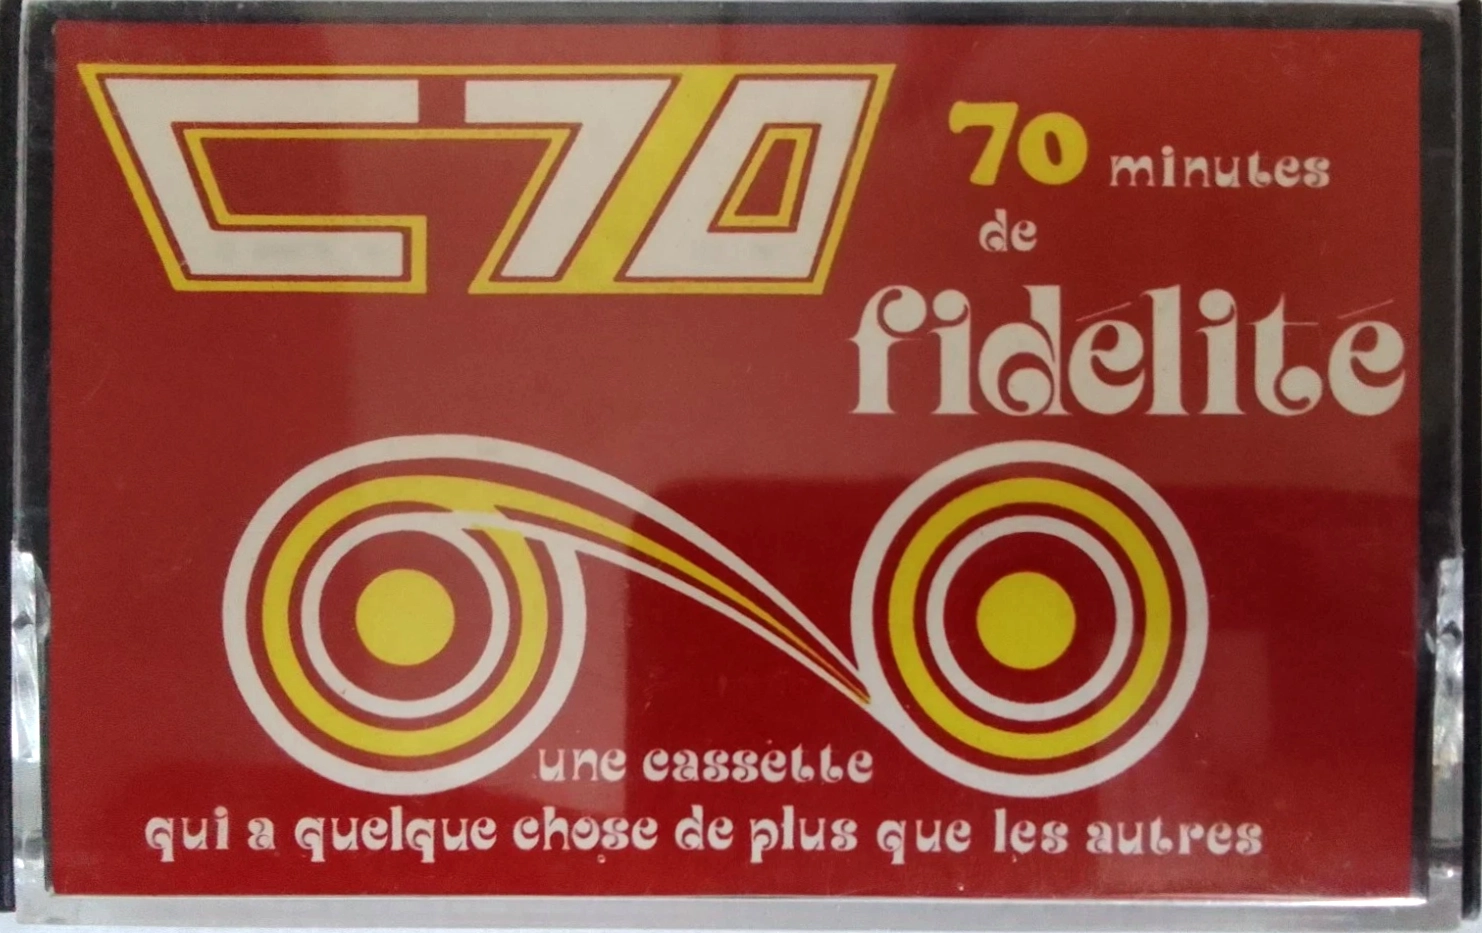 C70
70 minutes
de
fidélité
une cassette
qui a quelque chose de plus que les autres